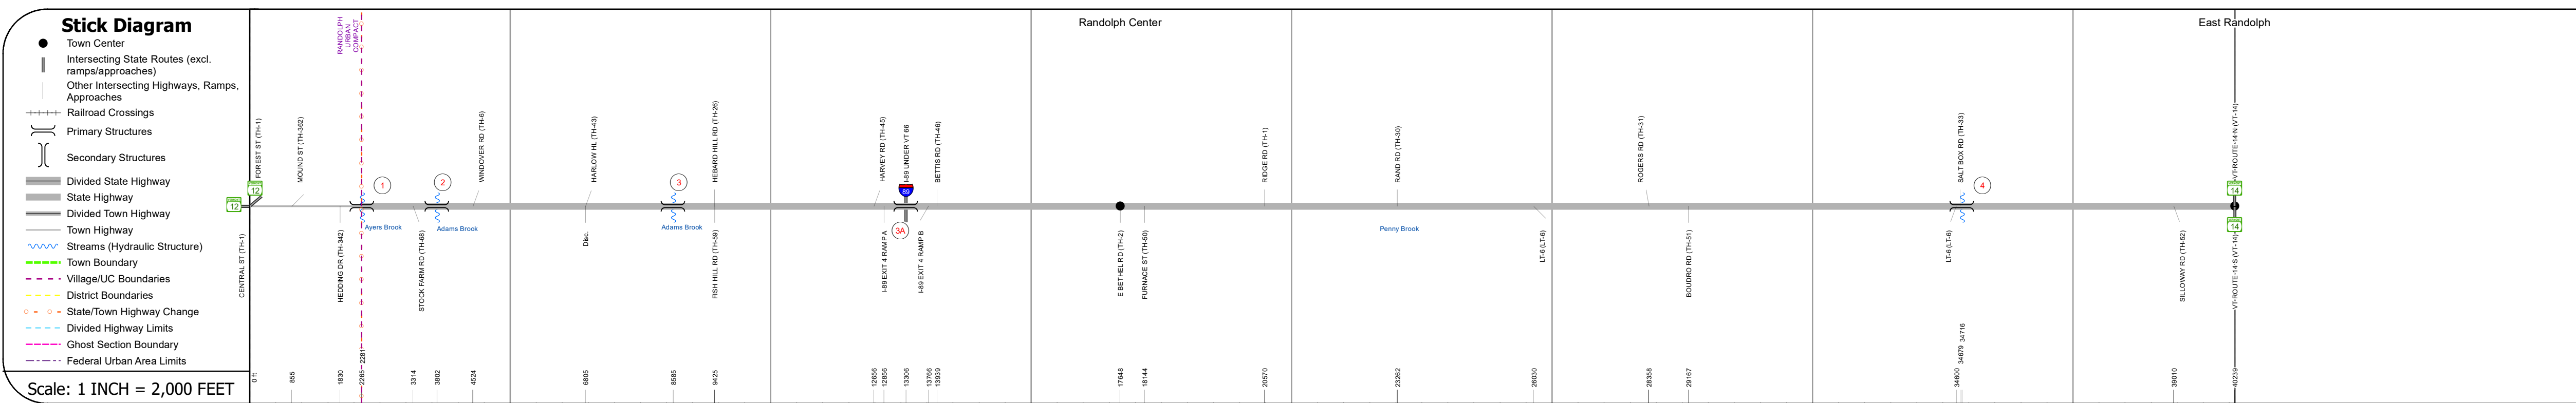 Stick Diagram
Town Center
Intersecting State Routes (excl.
ramps/approaches)
Other Intersecting Highways, Ramps,
Approaches
Railroad Crossings
Primary Structures
Secondary Structures
Divided State Highway
State Highway
Divided Town Highway
Town Highway
Streams (Hydraulic Structure)
Town Boundary
Village/UC Boundaries
District Boundaries
State/Town Highway Change
Divided Highway Limits
Ghost Section Boundary
Federal Urban Area Limits
Scale: 1 INCH = 2,000 FEET
Randolph Center
East Randolph
RANDOLPH
URBAN
COMPACT
FOREST ST (TH-1)
MOUND ST (TH-362)
WINDOVER RD (TH-6)
HARLOW HL (TH-43)
HEBARD HILL RD (TH-26)
HARVEY RD (TH-45)
I-89 UNDER VT 66
BETTIS RD (TH-46)
RIDGE RD (TH-1)
RAND RD (TH-30)
ROGERS RD (TH-31)
SALT BOX RD (TH-33)
VT-ROUTE-14 N (VT-14)
12
12
1
2
3
89
3A
4
14
14
Ayers Brook
Adams Brook
Adams Brook
Penny Brook
CENTRAL ST (TH-1)
HEDDING DR (TH-342)
STOCK FARM RD (TH-68)
Disc.
FISH HILL RD (TH-59)
I-89 EXIT 4 RAMP A
I-89 EXIT 4 RAMP B
E BETHEL RD (TH-2)
FURNACE ST (TH-50)
LT-6 (LT-6)
BOUDRO RD (TH-51)
LT-6 (LT-6)
SILLOWAY RD (TH-52)
VT-ROUTE-14 S (VT-14)
0 ft
855
1830
2265
2281
3314
3802
4524
6805
8585
9425
12656
12856
13306
13766
13939
17648
18144
20570
23262
26030
28358
29167
34600
34679
34716
39010
40239